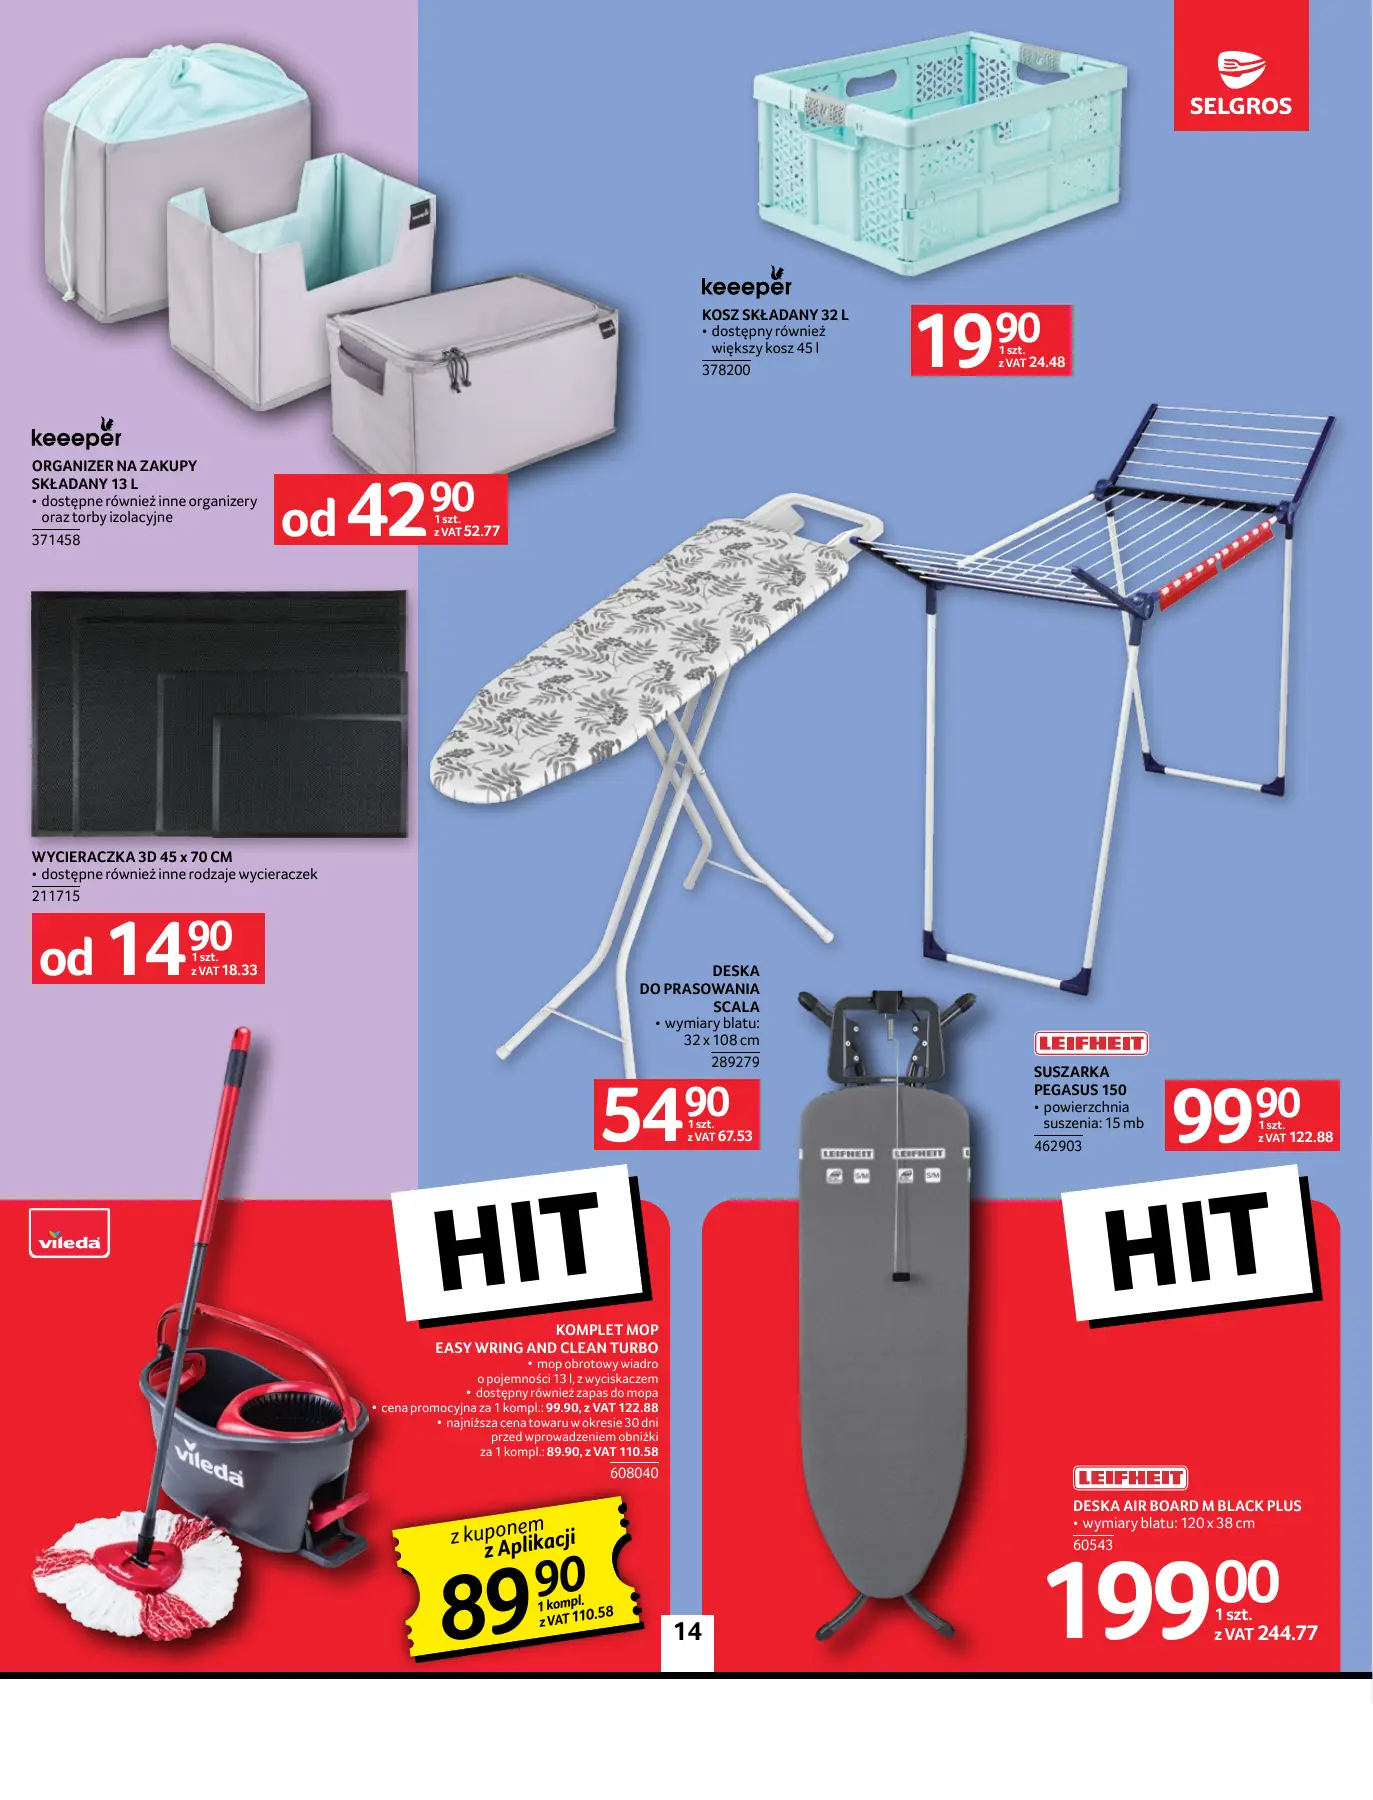 SELGROS
keeeper
KOSZ SKŁADANY 32 L
• dostępny również
większy kosz 45 l
378200
19 90
1 szt.
z VAT 24.48
keeeper
ORGANIZER NA ZAKUPY
SKŁADANY 13 L
• dostępne również inne organizery
oraz torby izolacyjne
371458
od 42 90
1 szt.
z VAT 52.77
WYCIERACZKA 3D 45 x 70 CM
• dostępne również inne rodzaje wycieraczek
211715
od 14 90
1 szt.
z VAT 18.33
DESKA
DO PRASOWANIA
SCALA
• wymiary blatu:
32 x 108 cm
289279
54 90
1 szt.
z VAT 67.53
LEIFHEIT
SUSZARKA
PEGASUS 150
• powierzchnia
suszenia: 15 mb
462903
99 90
1 szt.
z VAT 122.88
LEIFHEIT LEIFHEIT
S/M S/M
vileda
HIT
KOMPLET MOP
EASY WRING AND CLEAN TURBO
• mop obrotowy wiadro
o pojemności 13 l, z wyciskaczem
• dostępny również zapas do mopa
• cena promocyjna za 1 kompl.: 99.90, z VAT 122.88
• najniższa cena towaru w okresie 30 dni
przed wprowadzeniem obniżki
za 1 kompl.: 89.90, z VAT 110.58
608040
vileda
z kuponem
z Aplikacji
89 90
1 kompl.
z VAT 110.58
HIT
LEIFHEIT
DESKA AIR BOARD M BLACK PLUS
• wymiary blatu: 120 x 38 cm
60543
199 00
1 szt.
z VAT 244.77
14